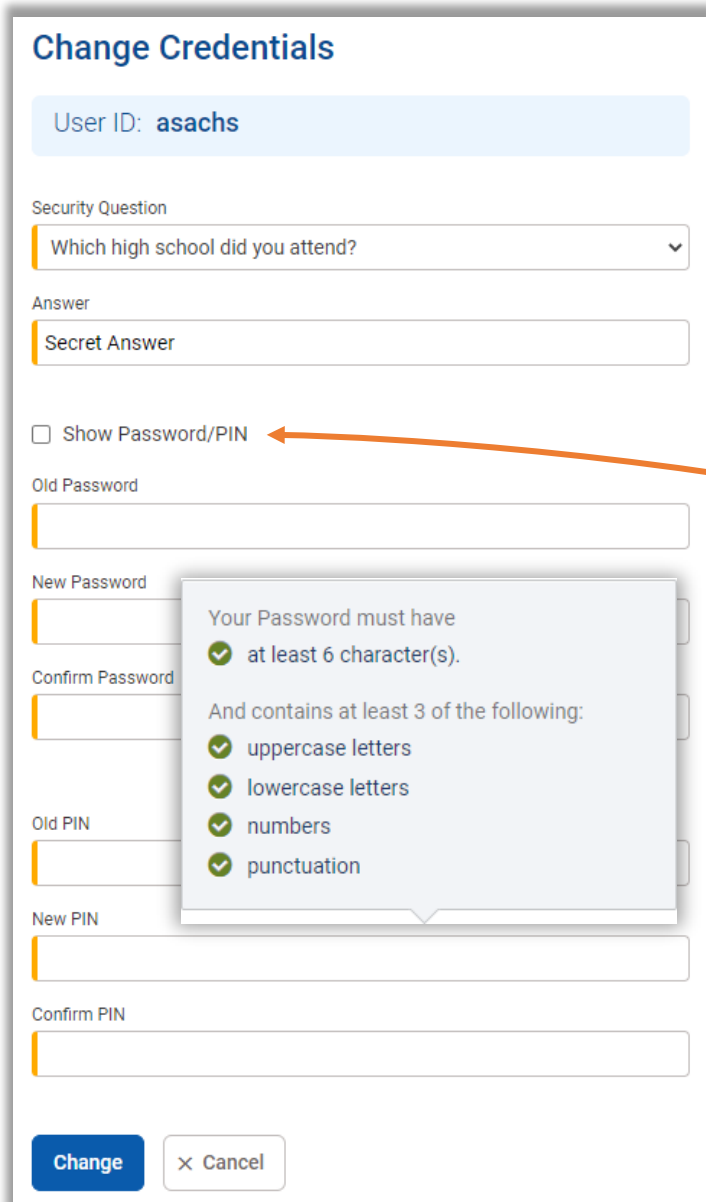 Change Credentials
User ID: asachs
Security Question
Which high school did you attend?
Answer
Secret Answer
Show Password/PIN
Old Password
New Password
Confirm Password
Your Password must have
at least 6 character(s).
And contains at least 3 of the following:
uppercase letters
lowercase letters
numbers
punctuation
Old PIN
New PIN
Confirm PIN
Change
× Cancel